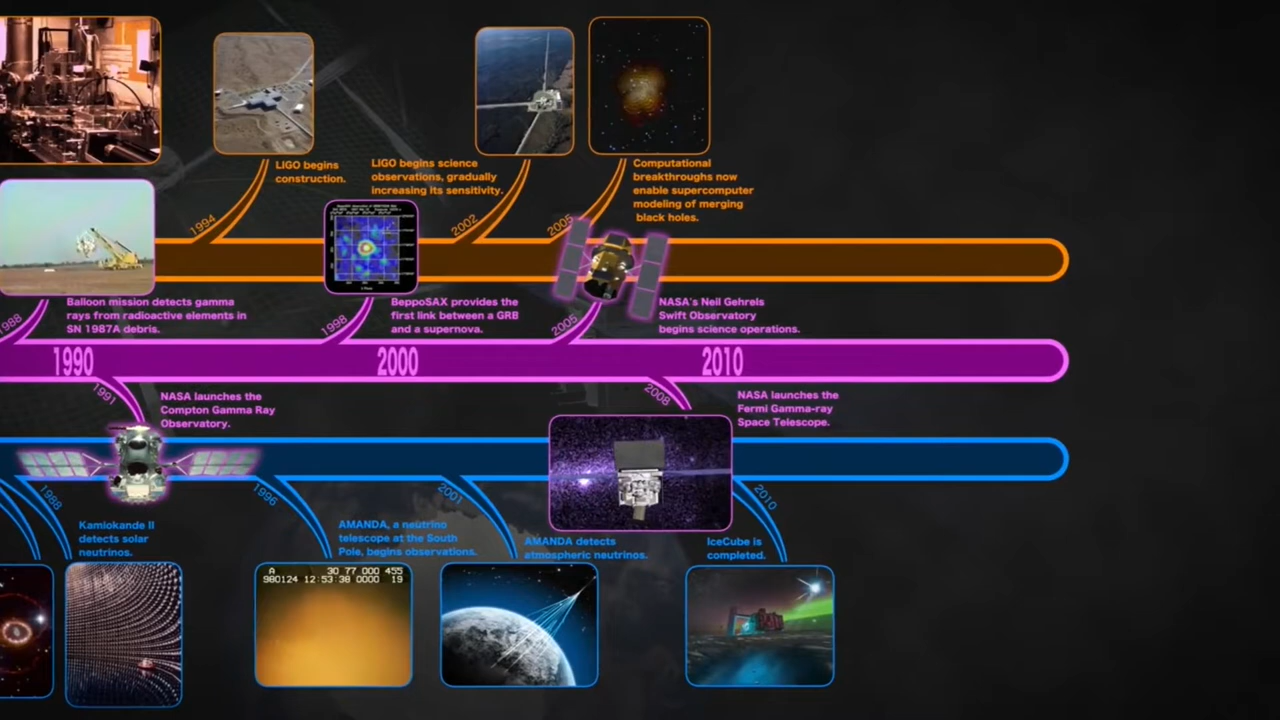 LIGO begins
construction.
1994
LIGO begins science
observations, gradually
increasing its sensitivity.
2002
Computational
breakthroughs now
enable supercomputer
modeling of merging
black holes.
2005
1988
Balloon mission detects gamma
rays from radioactive elements in
SN 1987A debris.
1998
BeppoSAX provides the
first link between a GRB
and a supernova.
2005
NASA's Neil Gehrels
Swift Observatory
begins science operations.
1990
2000
2010
1991
NASA launches the
Compton Gamma Ray
Observatory.
2008
NASA launches the
Fermi Gamma-ray
Space Telescope.
1988
Kamiokande II
detects solar
neutrinos.
1996
AMANDA, a neutrino
telescope at the South
Pole, begins observations.
2001
AMANDA detects
atmospheric neutrinos.
2010
IceCube is
completed.
A 30 77 000 455
980124 12:53:38 0000 19